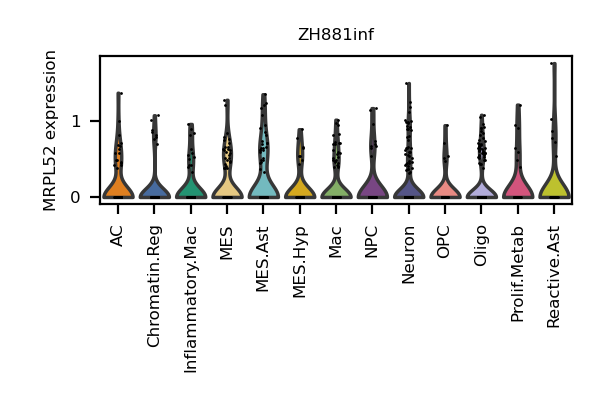 ZH881inf
MRPL52 expression
1
0
AC
Chromatin.Reg
Inflammatory.Mac
MES
MES.Ast
MES.Hyp
Mac
NPC
Neuron
OPC
Oligo
Prolif.Metab
Reactive.Ast